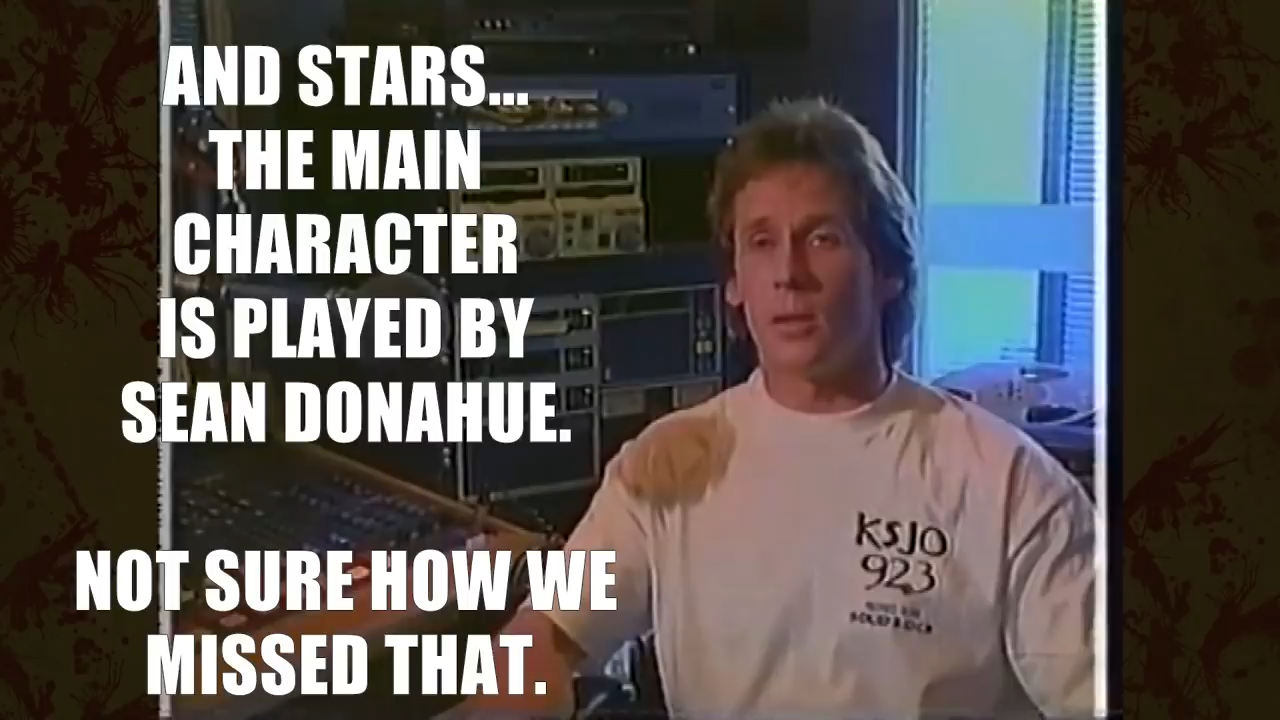 AND STARS...
THE MAIN
CHARACTER
IS PLAYED BY
SEAN DONAHUE.
NOT SURE HOW WE
MISSED THAT.
KSJO
923